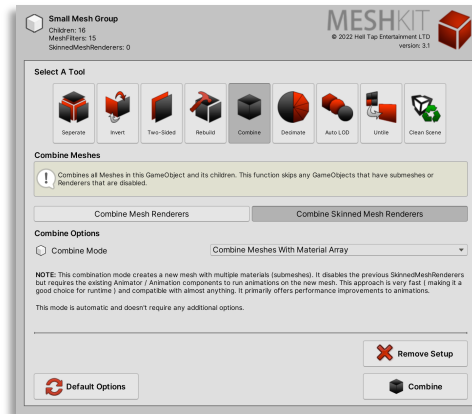 Small Mesh Group
Children: 16
MeshFilters: 15
SkinnedMeshRenderers: 0
MESHKIT
© 2022 Hell Tap Entertainment LTD
version: 3.1
Select A Tool
Seperate
Invert
Two-Sided
Rebuild
Combine
Decimate
Auto LOD
Untile
Clean Scene
Combine Meshes
Combines all Meshes in this GameObject and its children. This function skips any GameObjects that have submeshes or
Renderers that are disabled.
Combine Mesh Renderers
Combine Skinned Mesh Renderers
Combine Options
Combine Mode
Combine Meshes With Material Array
NOTE: This combination mode creates a new mesh with multiple materials (submeshes). It disables the previous SkinnedMeshRenderers
but requires the existing Animator / Animation components to run animations on the new mesh. This approach is very fast ( making it a
good choice for runtime ) and compatible with almost anything. It primarily offers performance improvements to animations.
This mode is automatic and doesn't require any additional options.
Remove Setup
Default Options
Combine